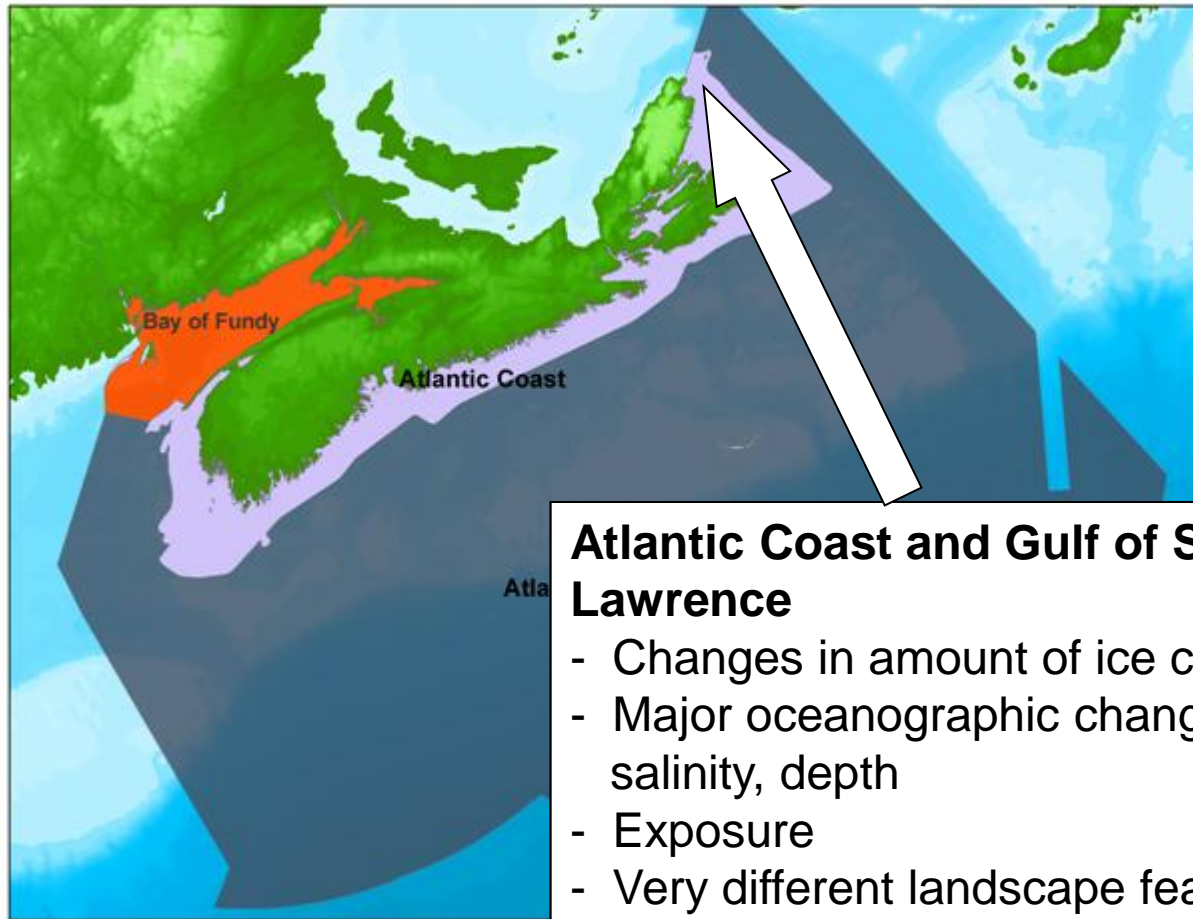 Bay of Fundy
Atlantic Coast
Atla
Atlantic Coast and Gulf of S
Lawrence
- Changes in amount of ice c
- Major oceanographic chang
salinity, depth
- Exposure
- Very different landscape fea